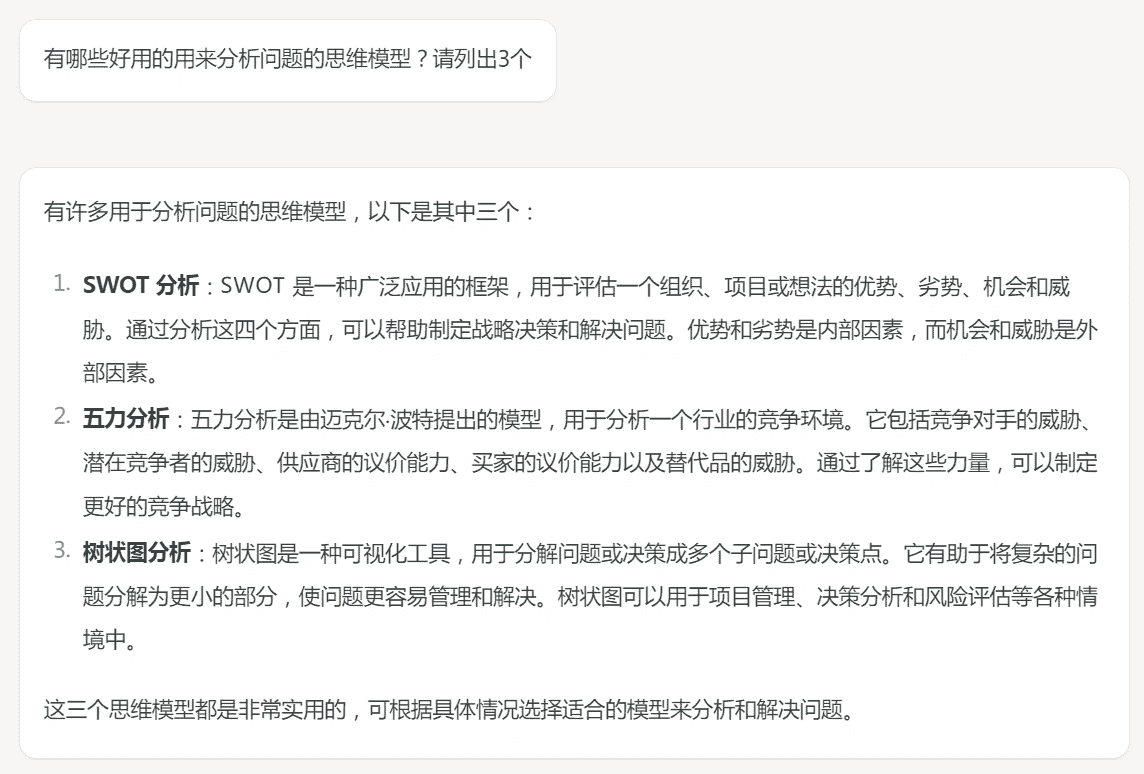 有哪些好用的用来分析问题的思维模型？请列出3个
有许多用于分析问题的思维模型，以下是其中三个：
1. SWOT 分析：SWOT 是一种广泛应用的框架，用于评估一个组织、项目或想法的优势、劣势、机会和威
胁。通过分析这四个方面，可以帮助制定战略决策和解决问题。优势和劣势是内部因素，而机会和威胁是外
部因素。
2. 五力分析：五力分析是由迈克尔·波特提出的模型，用于分析一个行业的竞争环境。它包括竞争对手的威胁、
潜在竞争者的威胁、供应商的议价能力、买家的议价能力以及替代品的威胁。通过了解这些力量，可以制定
更好的竞争战略。
3. 树状图分析：树状图是一种可视化工具，用于分解问题或决策成多个子问题或决策点。它有助于将复杂的问
题分解为更小的部分，使问题更容易管理和解决。树状图可以用于项目管理、决策分析和风险评估等各种情
境中。
这三个思维模型都是非常实用的，可根据具体情况选择适合的模型来分析和解决问题。